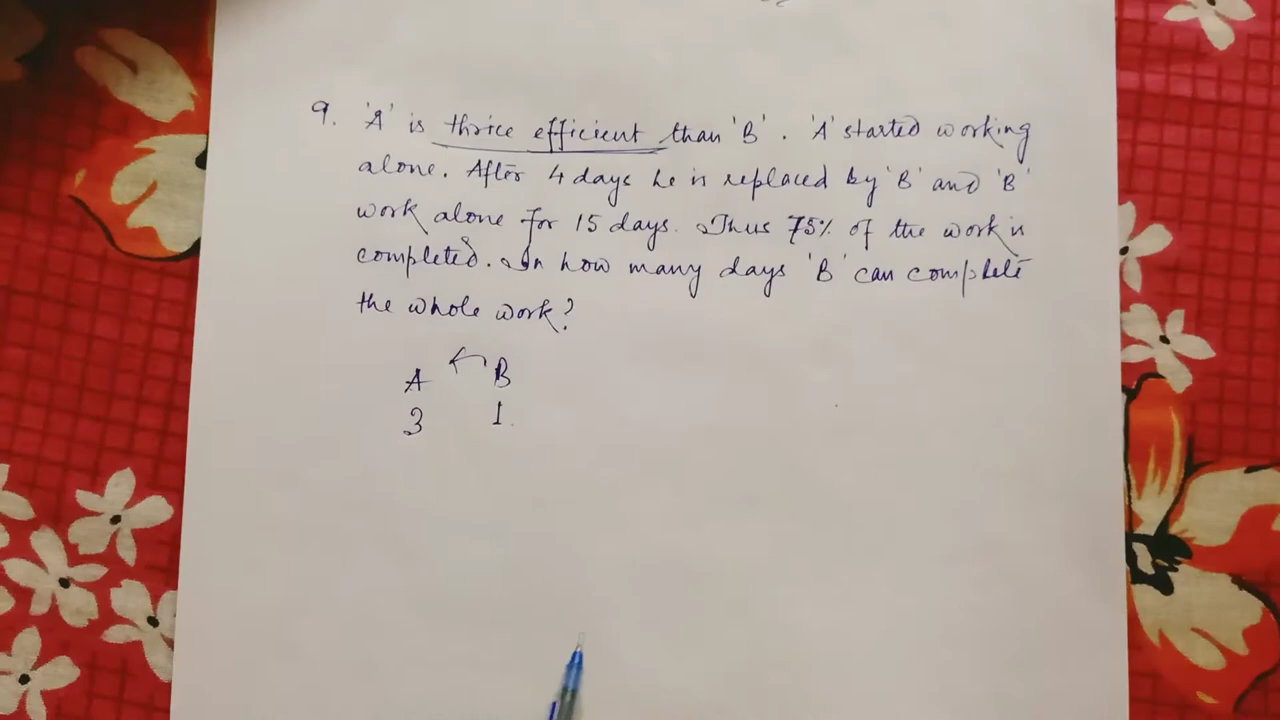 9. 'A' is thrice efficient than 'B'. 'A' started working
alone. After 4 days he is replaced by 'B' and 'B'
work alone for 15 days. Thus 75% of the work is
completed. In how many days 'B' can complete
the whole work?
A ← B
3 1